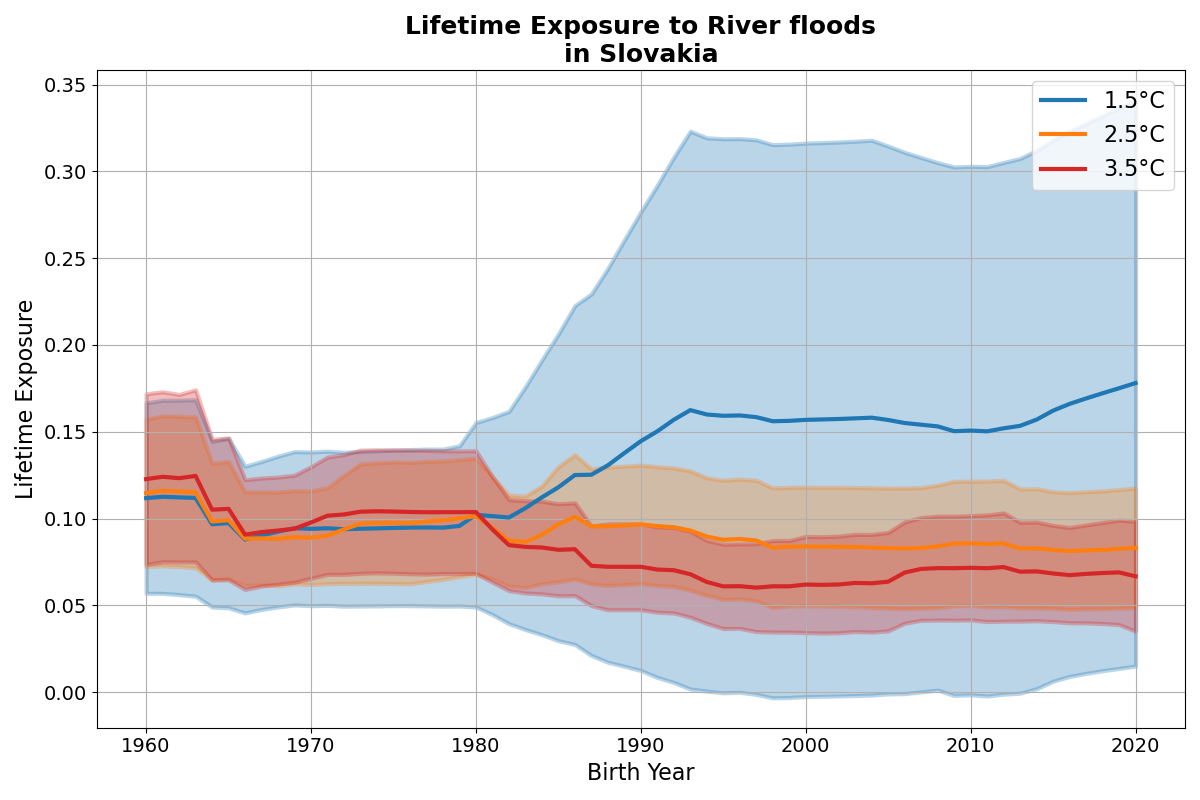 Lifetime Exposure to River floods
in Slovakia
1.5°C
2.5°C
3.5°C
Lifetime Exposure
0.35
0.30
0.25
0.20
0.15
0.10
0.05
0.00
1960 1970 1980 1990 2000 2010 2020
Birth Year